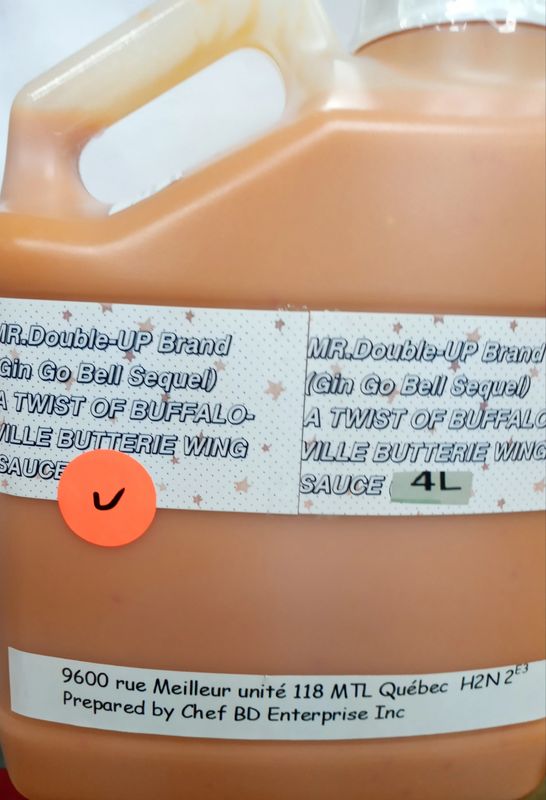 MR.Double-UP Brand
(Gin Go Bell Sequel)
A TWIST OF BUFFALO-
VILLE BUTTERIE WING
SAUCE
MR.Double-UP Brand
(Gin Go Bell Sequel)
A TWIST OF BUFFALO
VILLE BUTTERIE WING
SAUCE ( 4L
9600 rue Meilleur unité 118 MTL Québec H2N 2E3
Prepared by Chef BD Enterprise Inc